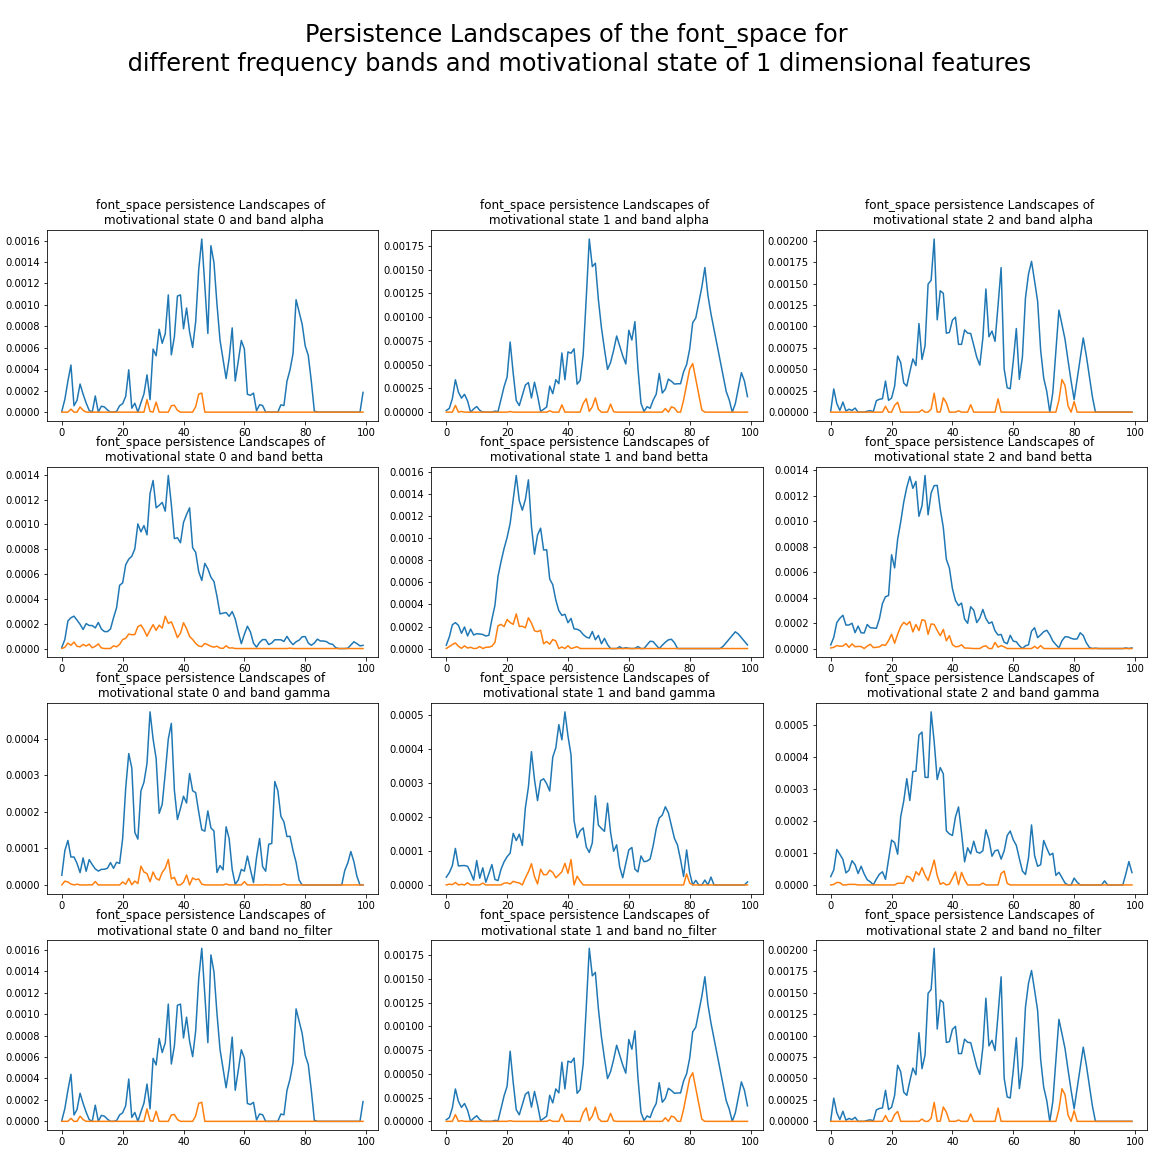 Persistence Landscapes of the font_space for
different frequency bands and motivational state of 1 dimensional features
font_space persistence Landscapes of
motivational state 0 and band alpha
0.0016
0.0014
0.0012
0.0010
0.0008
0.0006
0.0004
0.0002
0.0000
0 20 40 60 80 100
font_space persistence Landscapes of
motivational state 1 and band alpha
0.00175
0.00150
0.00125
0.00100
0.00075
0.00050
0.00025
0.00000
0 20 40 60 80 100
font_space persistence Landscapes of
motivational state 2 and band alpha
0.00200
0.00175
0.00150
0.00125
0.00100
0.00075
0.00050
0.00025
0.00000
0 20 40 60 80 100
font_space persistence Landscapes of
motivational state 0 and band betta
0.0014
0.0012
0.0010
0.0008
0.0006
0.0004
0.0002
0.0000
0 20 40 60 80 100
font_space persistence Landscapes of
motivational state 1 and band betta
0.0016
0.0014
0.0012
0.0010
0.0008
0.0006
0.0004
0.0002
0.0000
0 20 40 60 80 100
font_space persistence Landscapes of
motivational state 2 and band betta
0.0014
0.0012
0.0010
0.0008
0.0006
0.0004
0.0002
0.0000
0 20 40 60 80 100
font_space persistence Landscapes of
motivational state 0 and band gamma
0.0004
0.0003
0.0002
0.0001
0.0000
0 20 40 60 80 100
font_space persistence Landscapes of
motivational state 1 and band gamma
0.0005
0.0004
0.0003
0.0002
0.0001
0.0000
0 20 40 60 80 100
font_space persistence Landscapes of
motivational state 2 and band gamma
0.0005
0.0004
0.0003
0.0002
0.0001
0.0000
0 20 40 60 80 100
font_space persistence Landscapes of
motivational state 0 and band no_filter
0.0016
0.0014
0.0012
0.0010
0.0008
0.0006
0.0004
0.0002
0.0000
0 20 40 60 80 100
font_space persistence Landscapes of
motivational state 1 and band no_filter
0.00175
0.00150
0.00125
0.00100
0.00075
0.00050
0.00025
0.00000
0 20 40 60 80 100
font_space persistence Landscapes of
motivational state 2 and band no_filter
0.00200
0.00175
0.00150
0.00125
0.00100
0.00075
0.00050
0.00025
0.00000
0 20 40 60 80 100